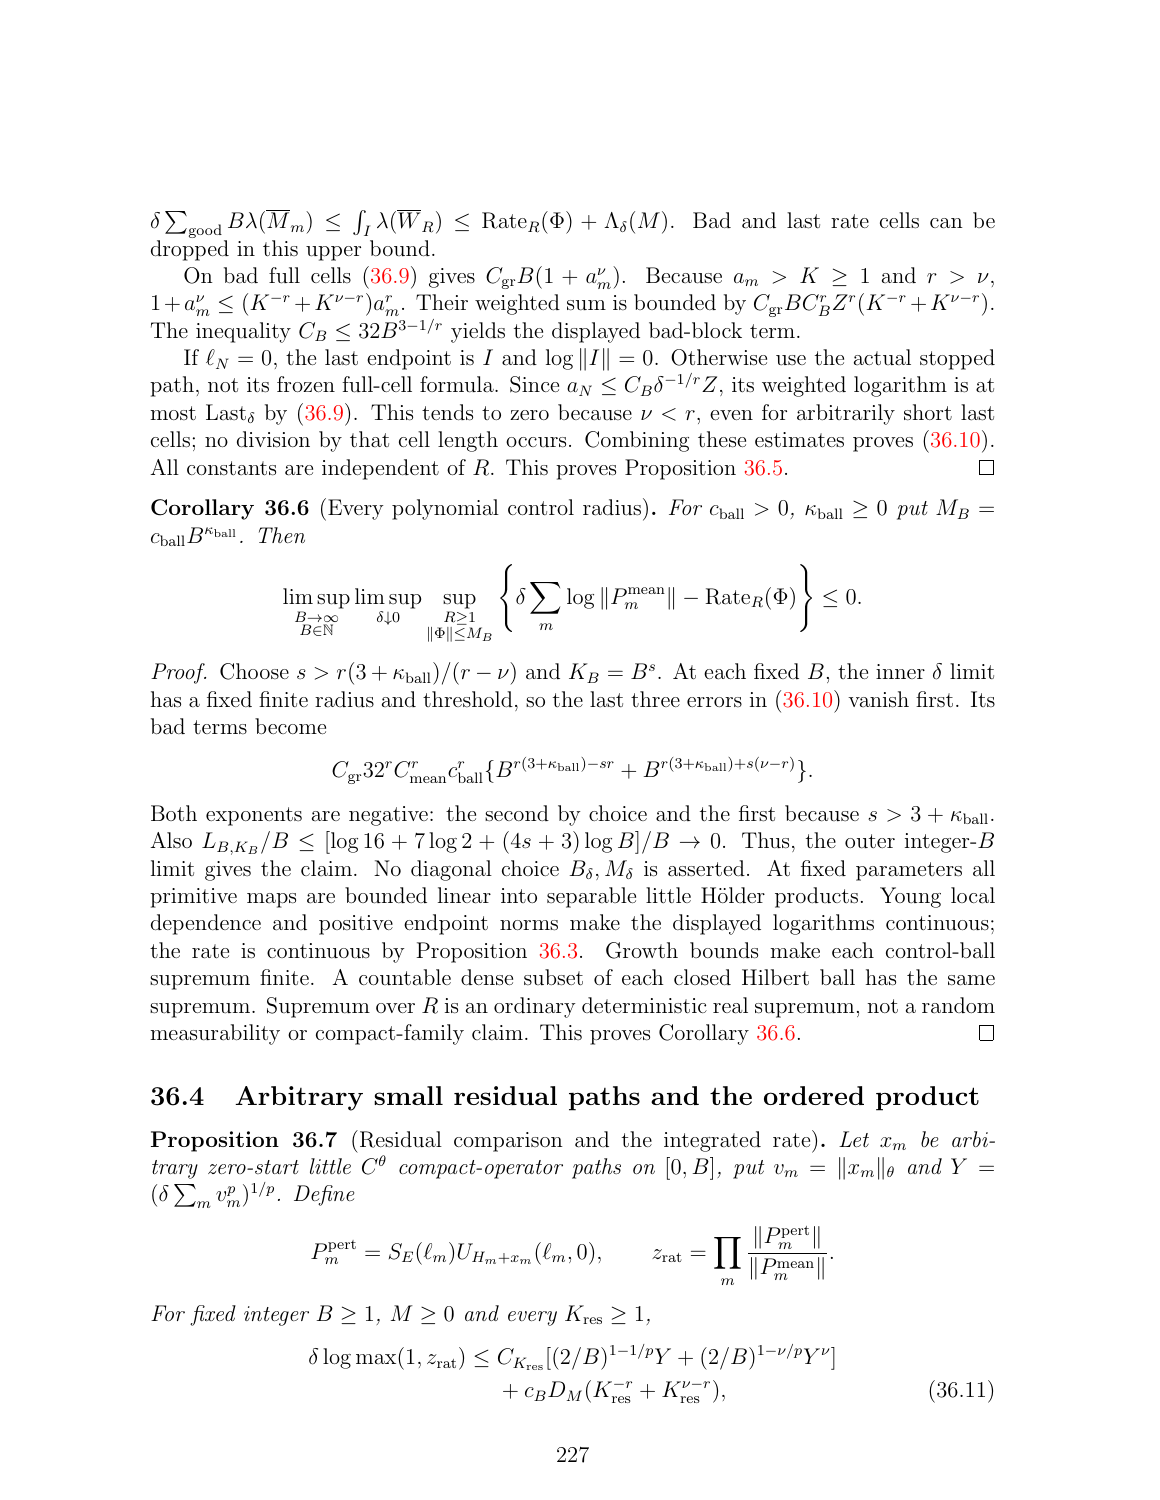 δ ∑_good Bλ(M̅_m) ≤ ∫_I λ(W̅_R) ≤ Rate_R(Φ) + Λ_δ(M). Bad and last rate cells can be
dropped in this upper bound.
On bad full cells (36.9) gives C_gr B(1 + a_m^ν). Because a_m > K ≥ 1 and r > ν,
1+a_m^ν ≤ (K^{−r} + K^{ν−r})a_m^r. Their weighted sum is bounded by C_gr BC_B^r Z^r(K^{−r} + K^{ν−r}).
The inequality C_B ≤ 32B^{3−1/r} yields the displayed bad-block term.
If ℓ_N = 0, the last endpoint is I and log ‖I‖ = 0. Otherwise use the actual stopped
path, not its frozen full-cell formula. Since a_N ≤ C_B δ^{−1/r} Z, its weighted logarithm is at
most Last_δ by (36.9). This tends to zero because ν < r, even for arbitrarily short last
cells; no division by that cell length occurs. Combining these estimates proves (36.10).
All constants are independent of R. This proves Proposition 36.5. □
Corollary 36.6 (Every polynomial control radius). For c_ball > 0, κ_ball ≥ 0 put M_B =
c_ball B^{κ_ball}. Then
lim sup_{B→∞, B∈ℕ} lim sup_{δ↓0} sup_{R≥1, ‖Φ‖≤M_B} { δ ∑_m log ‖P_m^mean‖ − Rate_R(Φ) } ≤ 0.
Proof. Choose s > r(3 + κ_ball)/(r − ν) and K_B = B^s. At each fixed B, the inner δ limit
has a fixed finite radius and threshold, so the last three errors in (36.10) vanish first. Its
bad terms become
C_gr 32^r C_mean^r c_ball^r {B^{r(3+κ_ball)−sr} + B^{r(3+κ_ball)+s(ν−r)}}.
Both exponents are negative: the second by choice and the first because s > 3 + κ_ball.
Also L_{B,K_B}/B ≤ [log 16 + 7 log 2 + (4s + 3) log B]/B → 0. Thus, the outer integer-B
limit gives the claim. No diagonal choice B_δ, M_δ is asserted. At fixed parameters all
primitive maps are bounded linear into separable little Hölder products. Young local
dependence and positive endpoint norms make the displayed logarithms continuous;
the rate is continuous by Proposition 36.3. Growth bounds make each control-ball
supremum finite. A countable dense subset of each closed Hilbert ball has the same
supremum. Supremum over R is an ordinary deterministic real supremum, not a random
measurability or compact-family claim. This proves Corollary 36.6. □
36.4 Arbitrary small residual paths and the ordered product
Proposition 36.7 (Residual comparison and the integrated rate). Let x_m be arbi-
trary zero-start little C^θ compact-operator paths on [0, B], put v_m = ‖x_m‖_θ and Y =
(δ ∑_m v_m^p)^{1/p}. Define
P_m^pert = S_E(ℓ_m)U_{H_m+x_m}(ℓ_m, 0), z_rat = ∏_m ‖P_m^pert‖ / ‖P_m^mean‖.
For fixed integer B ≥ 1, M ≥ 0 and every K_res ≥ 1,
δ log max(1, z_rat) ≤ C_{K_res}[(2/B)^{1−1/p}Y + (2/B)^{1−ν/p}Y^ν]
+ c_B D_M(K_res^{−r} + K_res^{ν−r}), (36.11)
227